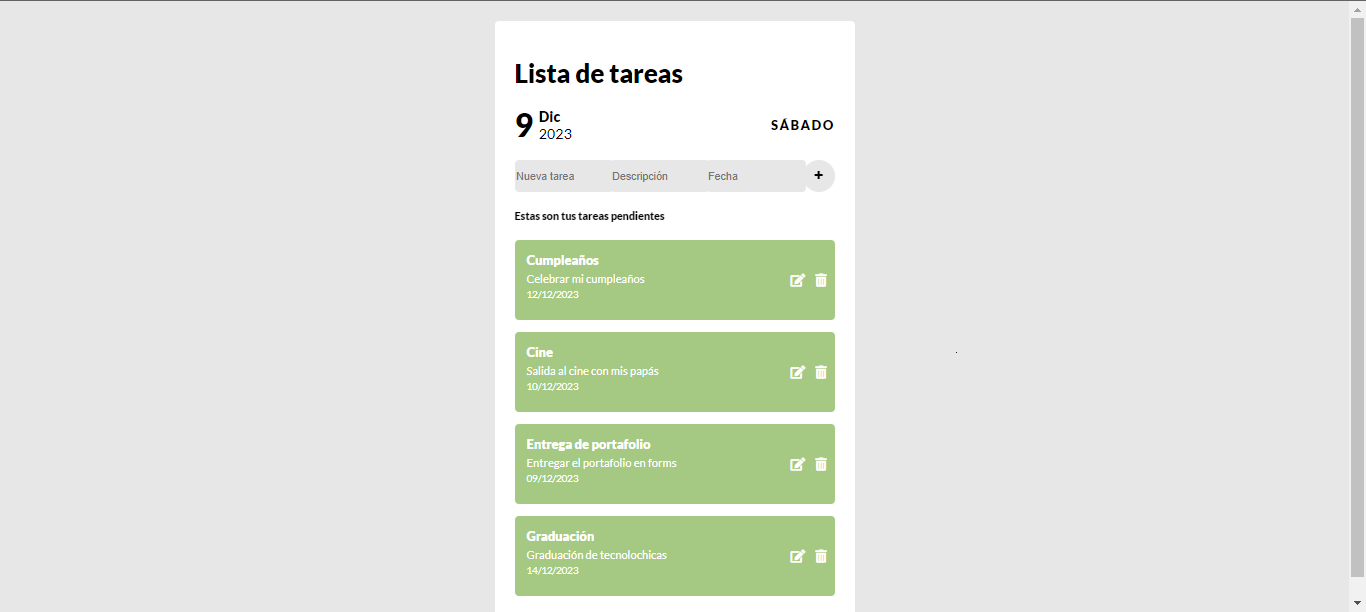 Lista de tareas
9 Dic
2023
SÁBADO
Nueva tarea Descripción Fecha +
Estas son tus tareas pendientes
Cumpleaños
Celebrar mi cumpleaños
12/12/2023
Cine
Salida al cine con mis papás
10/12/2023
Entrega de portafolio
Entregar el portafolio en forms
09/12/2023
Graduación
Graduación de tecnolochicas
14/12/2023